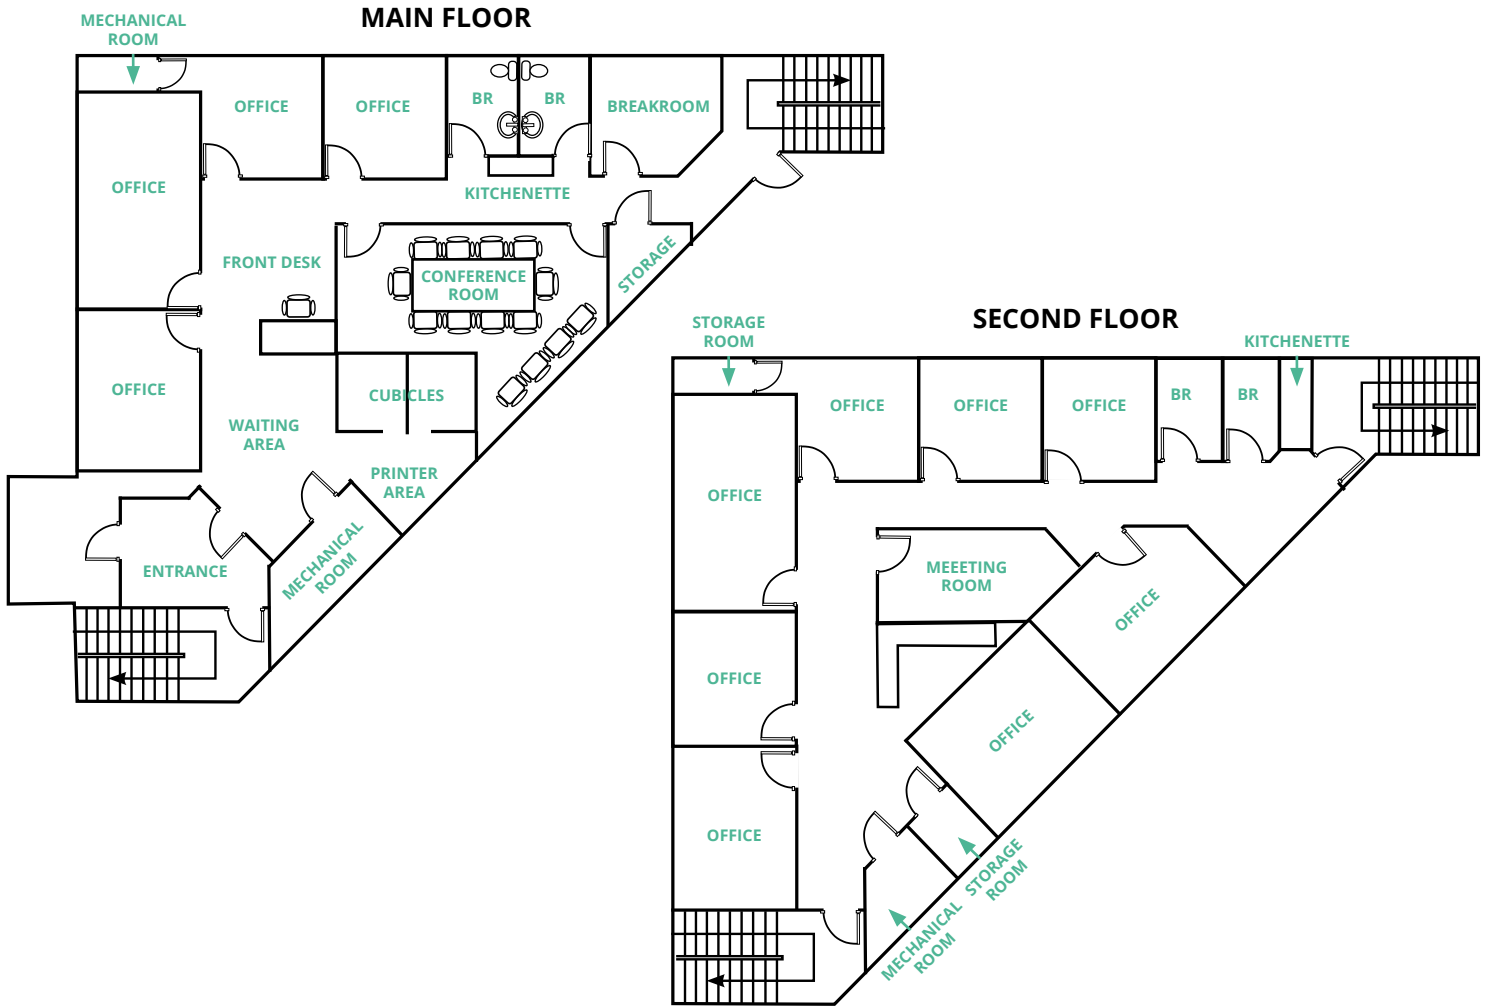 MAIN FLOOR
MECHANICAL
ROOM
OFFICE
OFFICE
BR
BR
BREAKROOM
OFFICE
KITCHENETTE
FRONT DESK
CONFERENCE
ROOM
STORAGE
OFFICE
CUBICLES
WAITING
AREA
PRINTER
AREA
ENTRANCE
MECHANICAL
ROOM
SECOND FLOOR
STORAGE
ROOM
KITCHENETTE
OFFICE
OFFICE
OFFICE
BR
BR
OFFICE
MEEETING
ROOM
OFFICE
OFFICE
OFFICE
OFFICE
STORAGE
ROOM
MECHANICAL
ROOM